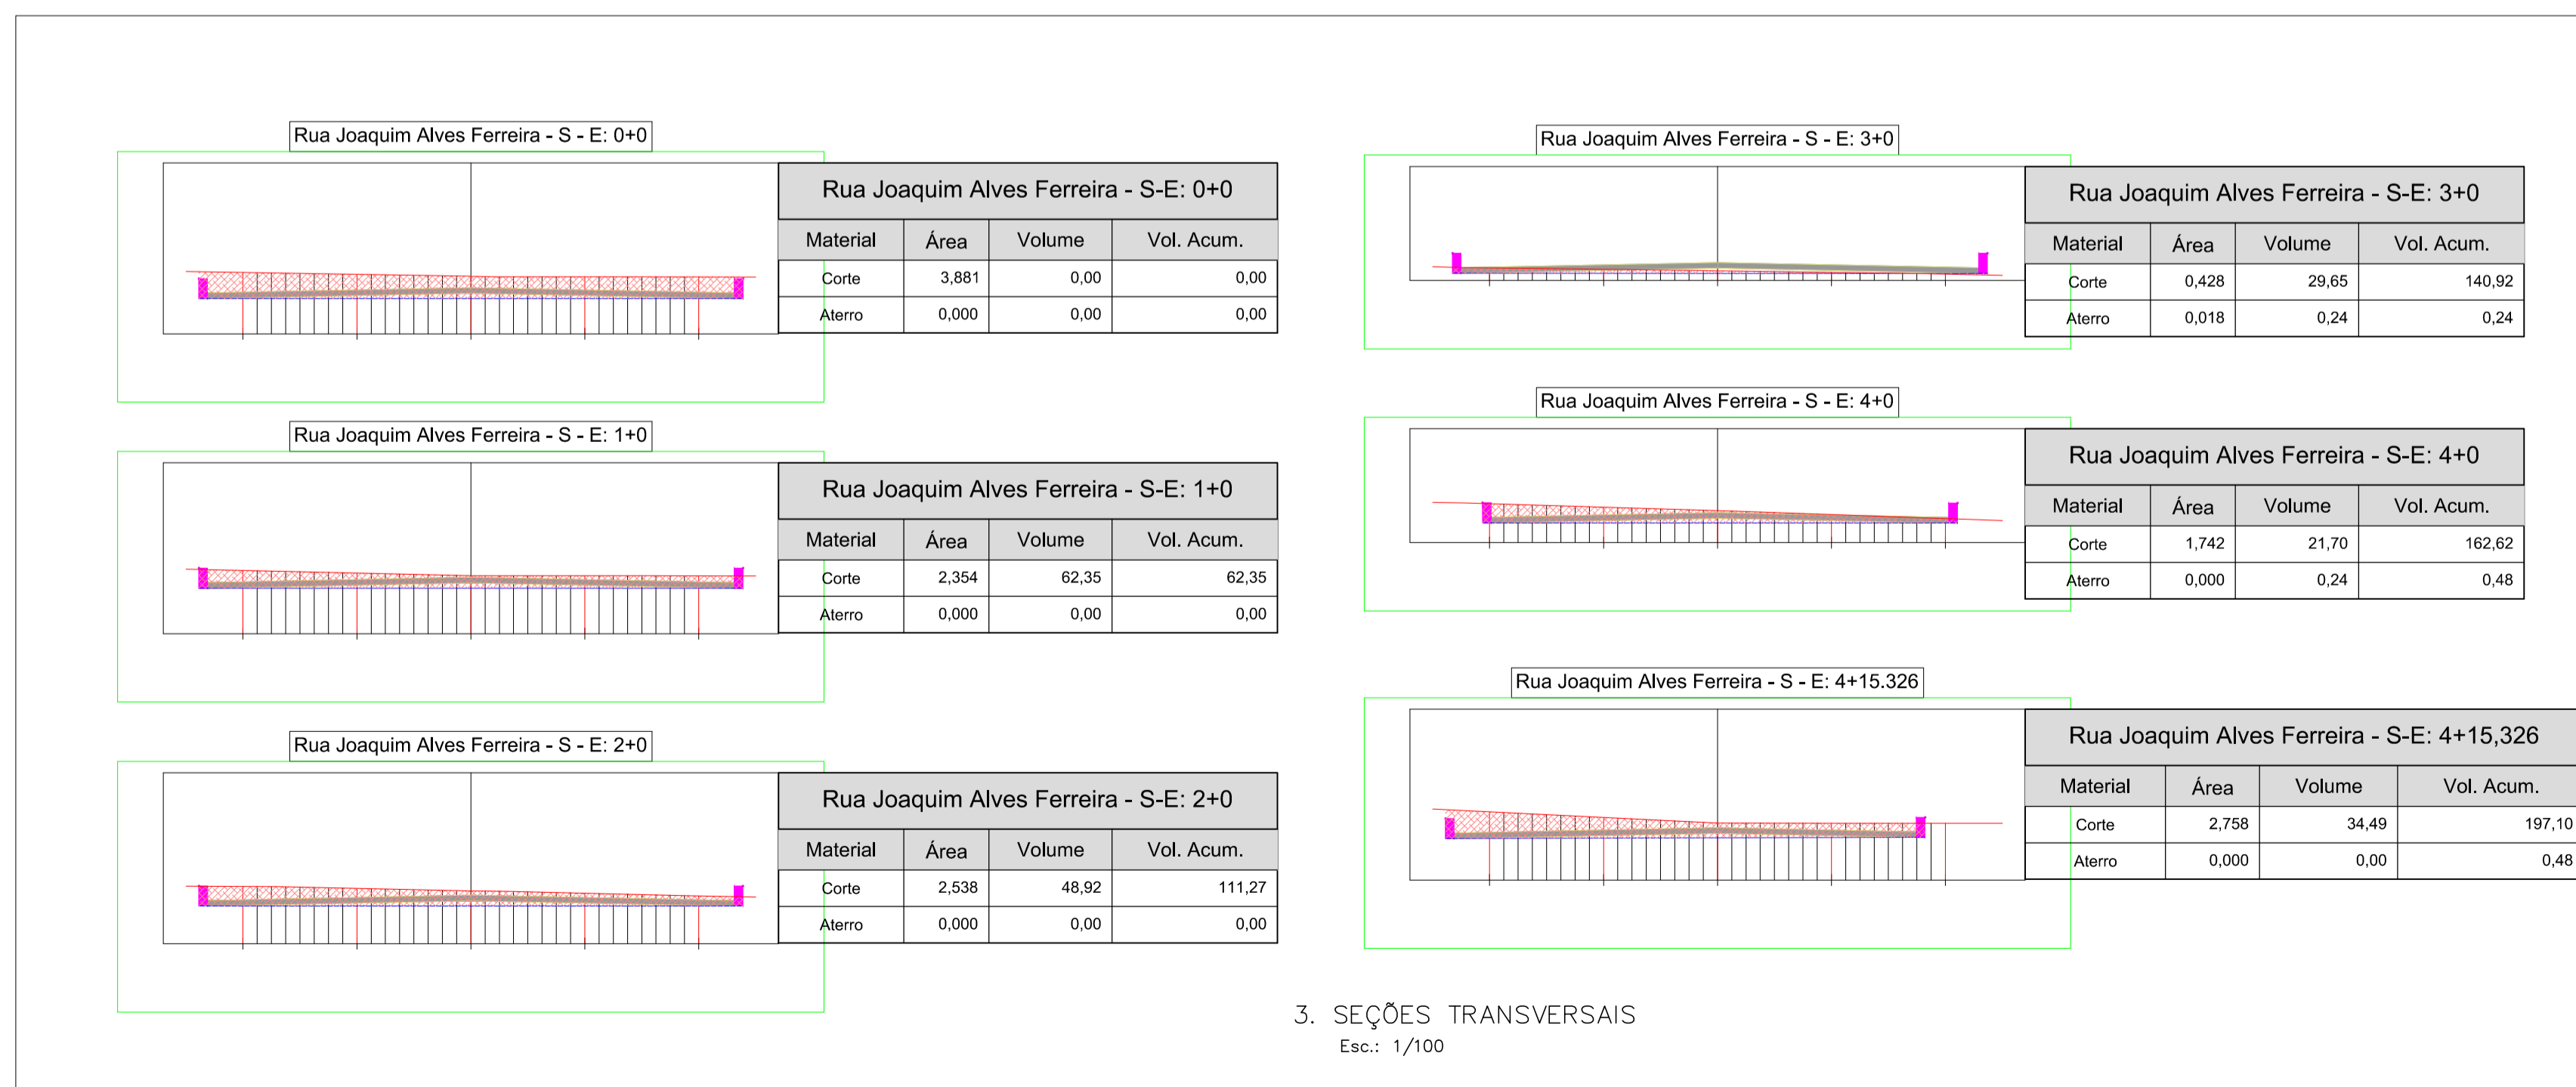 Rua Joaquim Alves Ferreira - S - E: 0+0
Rua Joaquim Alves Ferreira - S-E: 0+0
Material Área Volume Vol. Acum.
Corte 3,881 0,00 0,00
Aterro 0,000 0,00 0,00
Rua Joaquim Alves Ferreira - S - E: 1+0
Rua Joaquim Alves Ferreira - S-E: 1+0
Material Área Volume Vol. Acum.
Corte 2,354 62,35 62,35
Aterro 0,000 0,00 0,00
Rua Joaquim Alves Ferreira - S - E: 2+0
Rua Joaquim Alves Ferreira - S-E: 2+0
Material Área Volume Vol. Acum.
Corte 2,538 48,92 111,27
Aterro 0,000 0,00 0,00
Rua Joaquim Alves Ferreira - S - E: 3+0
Rua Joaquim Alves Ferreira - S-E: 3+0
Material Área Volume Vol. Acum.
Corte 0,428 29,65 140,92
Aterro 0,018 0,24 0,24
Rua Joaquim Alves Ferreira - S - E: 4+0
Rua Joaquim Alves Ferreira - S-E: 4+0
Material Área Volume Vol. Acum.
Corte 1,742 21,70 162,62
Aterro 0,000 0,24 0,48
Rua Joaquim Alves Ferreira - S - E: 4+15.326
Rua Joaquim Alves Ferreira - S-E: 4+15,326
Material Área Volume Vol. Acum.
Corte 2,758 34,49 197,10
Aterro 0,000 0,00 0,48
3. SEÇÕES TRANSVERSAIS
Esc.: 1/100